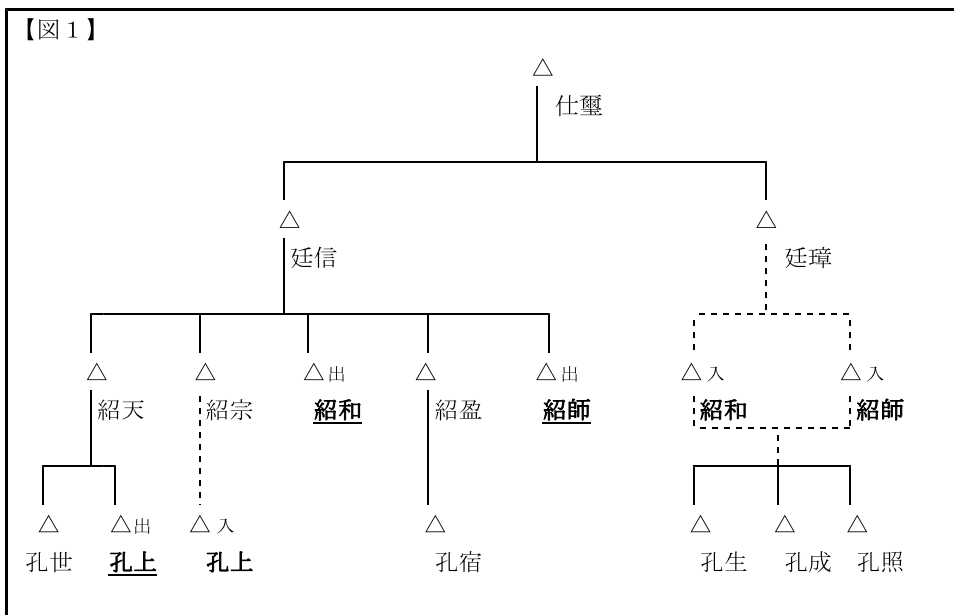 【図1】
△
仕璽
△ △
廷信 廷璋
△ △ △出 △ △出 △入 △入
紹天 紹宗 紹和 紹盈 紹師 紹和 紹師
△ △出 △入 △ △ △ △
孔世 孔上 孔上 孔宿 孔生 孔成 孔照